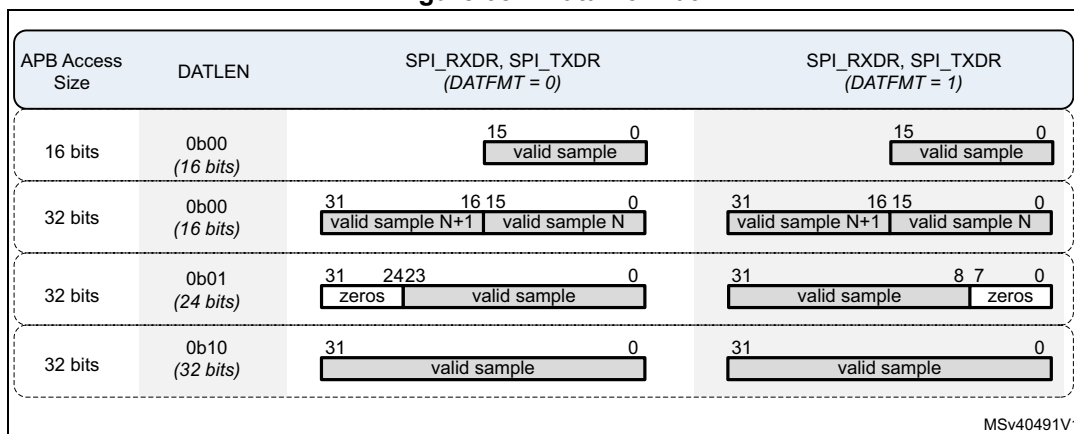 APB Access Size
DATLEN
SPI_RXDR, SPI_TXDR
(DATFMT = 0)
SPI_RXDR, SPI_TXDR
(DATFMT = 1)
16 bits
0b00
(16 bits)
15 0
valid sample
15 0
valid sample
32 bits
0b00
(16 bits)
31 16 15 0
valid sample N+1 valid sample N
31 16 15 0
valid sample N+1 valid sample N
32 bits
0b01
(24 bits)
31 24 23 0
zeros valid sample
31 8 7 0
valid sample zeros
32 bits
0b10
(32 bits)
31 0
valid sample
31 0
valid sample
MSv40491V1